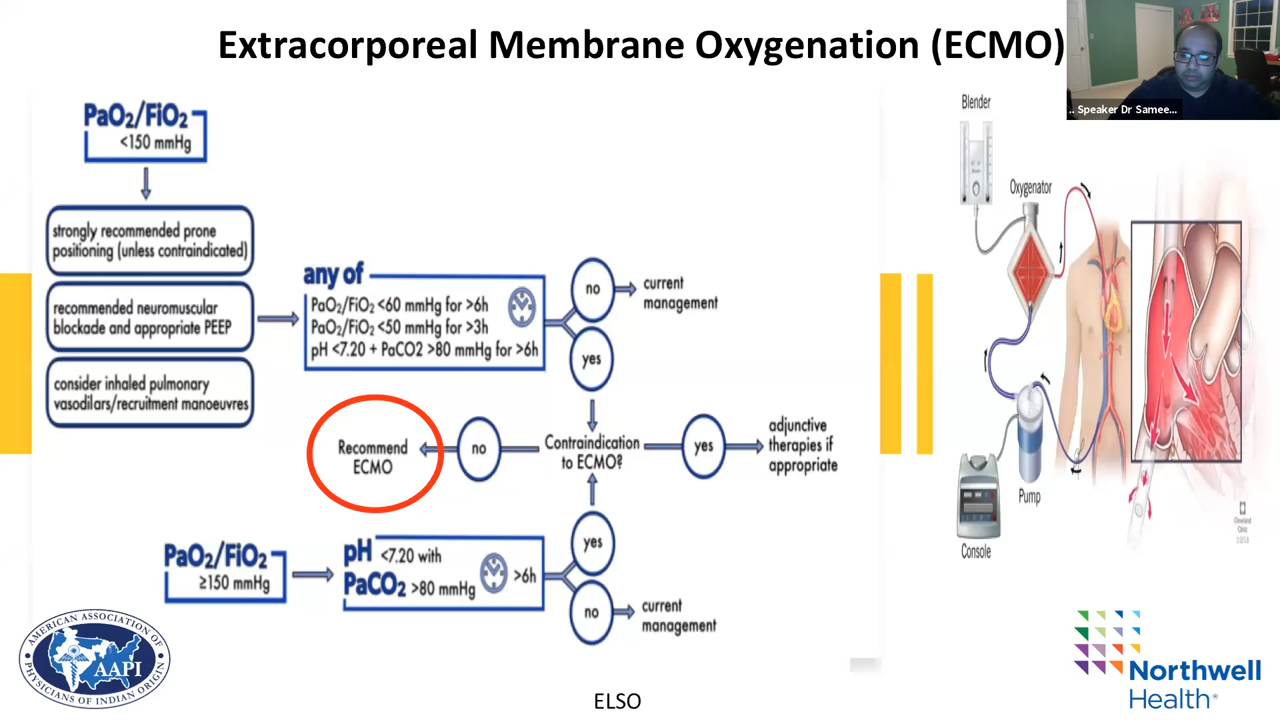 Extracorporeal Membrane Oxygenation (ECMO)
.. Speaker Dr Samee...
PaO2/FiO2
<150 mmHg
strongly recommended prone
positioning (unless contraindicated)
recommended neuromuscular
blockade and appropriate PEEP
consider inhaled pulmonary
vasodilars/recruitment manoeuvres
any of
PaO2/FiO2 <60 mmHg for >6h
PaO2/FiO2 <50 mmHg for >3h
pH <7.20 + PaCO2 >80 mmHg for >6h
no
current
management
yes
Contraindication
to ECMO?
no
Recommend
ECMO
yes
adjunctive
therapies if
appropriate
PaO2/FiO2
≥150 mmHg
pH <7.20 with
PaCO2 >80 mmHg
>6h
yes
no
current
management
Blender
Oxygenator
Pump
Console
Cleveland
Clinic
AMERICAN ASSOCIATION OF
PHYSICIANS OF INDIAN ORIGIN
AAPI
ELSO
Northwell
Health